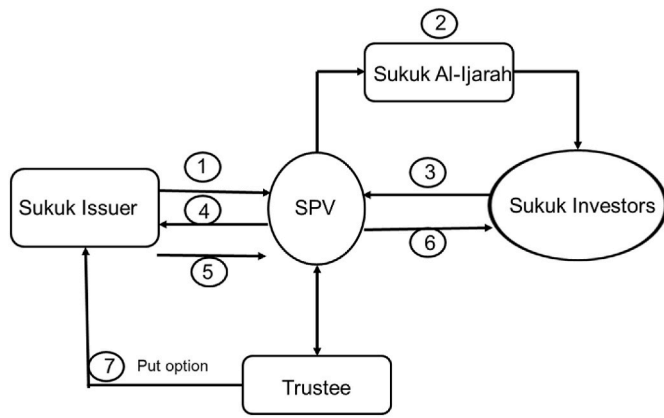 2
Sukuk Al-Ijarah
1
3
Sukuk Issuer
SPV
Sukuk Investors
4
6
5
7 Put option
Trustee